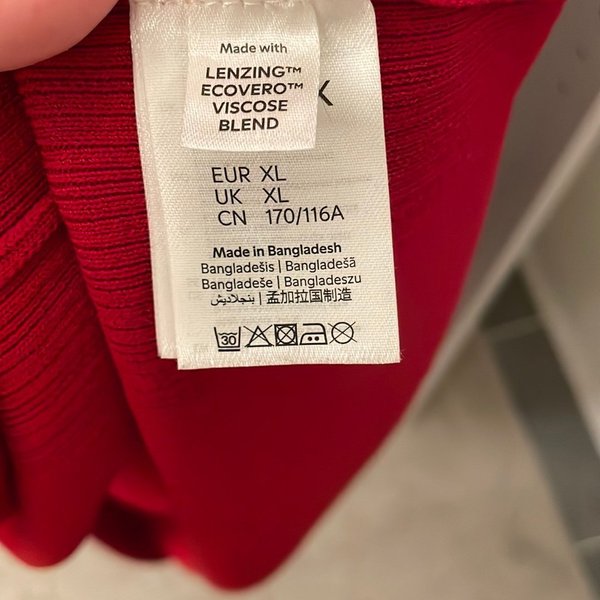 Made with
LENZING™
ECOVERO™
VISCOSE
BLEND
EUR XL
UK XL
CN 170/116A
Made in Bangladesh
Bangladešis | Bangladešā
Bangladeše | Bangladeszu
بنجلاديش | 孟加拉国制造
30